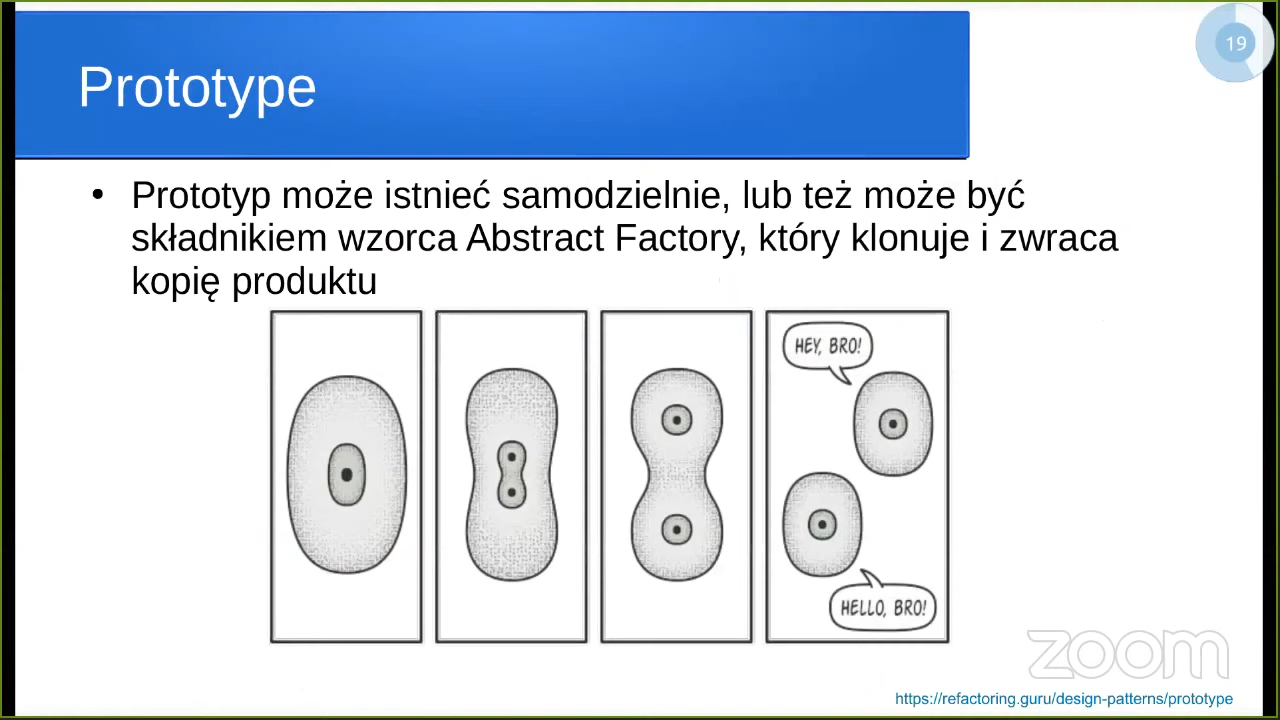 Prototype
19
• Prototyp może istnieć samodzielnie, lub też może być
składnikiem wzorca Abstract Factory, który klonuje i zwraca
kopię produktu
HEY, BRO!
HELLO, BRO!
zoom
https://refactoring.guru/design-patterns/prototype